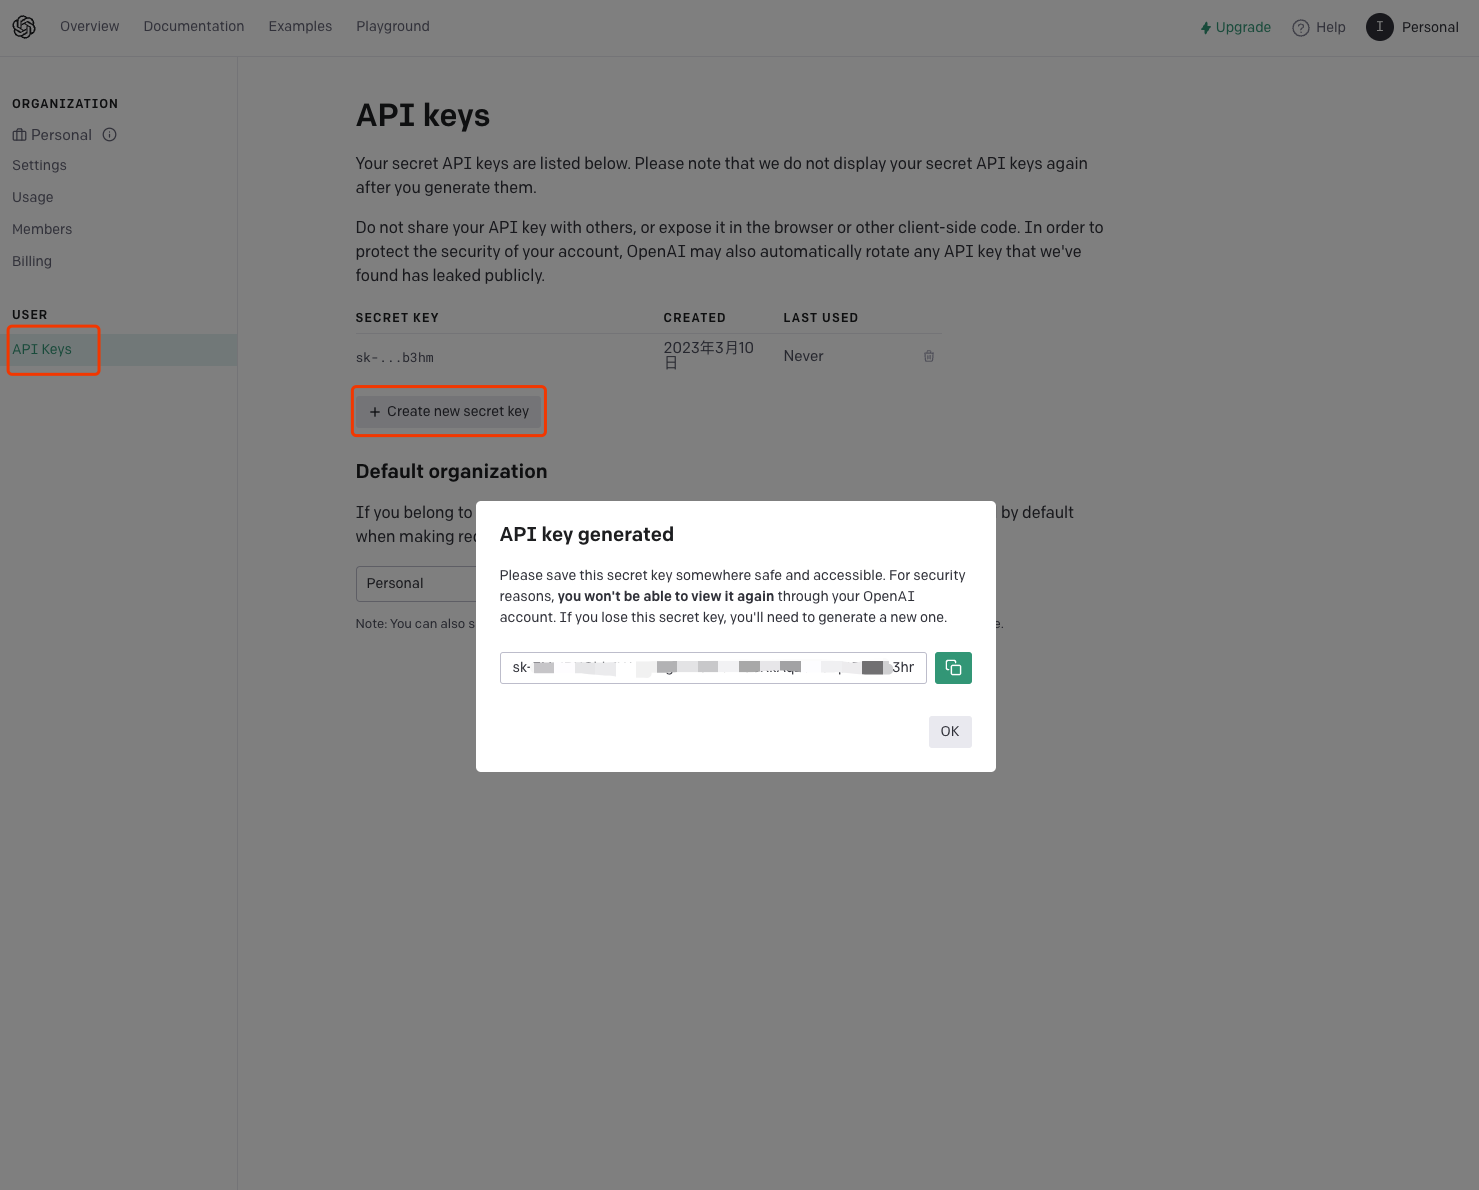 Overview Documentation Examples Playground
Upgrade Help I Personal
ORGANIZATION
Personal
Settings
Usage
Members
Billing
USER
API Keys
API keys
Your secret API keys are listed below. Please note that we do not display your secret API keys again
after you generate them.
Do not share your API key with others, or expose it in the browser or other client-side code. In order to
protect the security of your account, OpenAI may also automatically rotate any API key that we've
found has leaked publicly.
SECRET KEY CREATED LAST USED
sk-...b3hm 2023年3月10
日 Never
+ Create new secret key
Default organization
If you belong to by default
when making
Personal
Note: You can also
API key generated
Please save this secret key somewhere safe and accessible. For security
reasons, you won't be able to view it again through your OpenAI
account. If you lose this secret key, you'll need to generate a new one.
sk- 3hr
OK